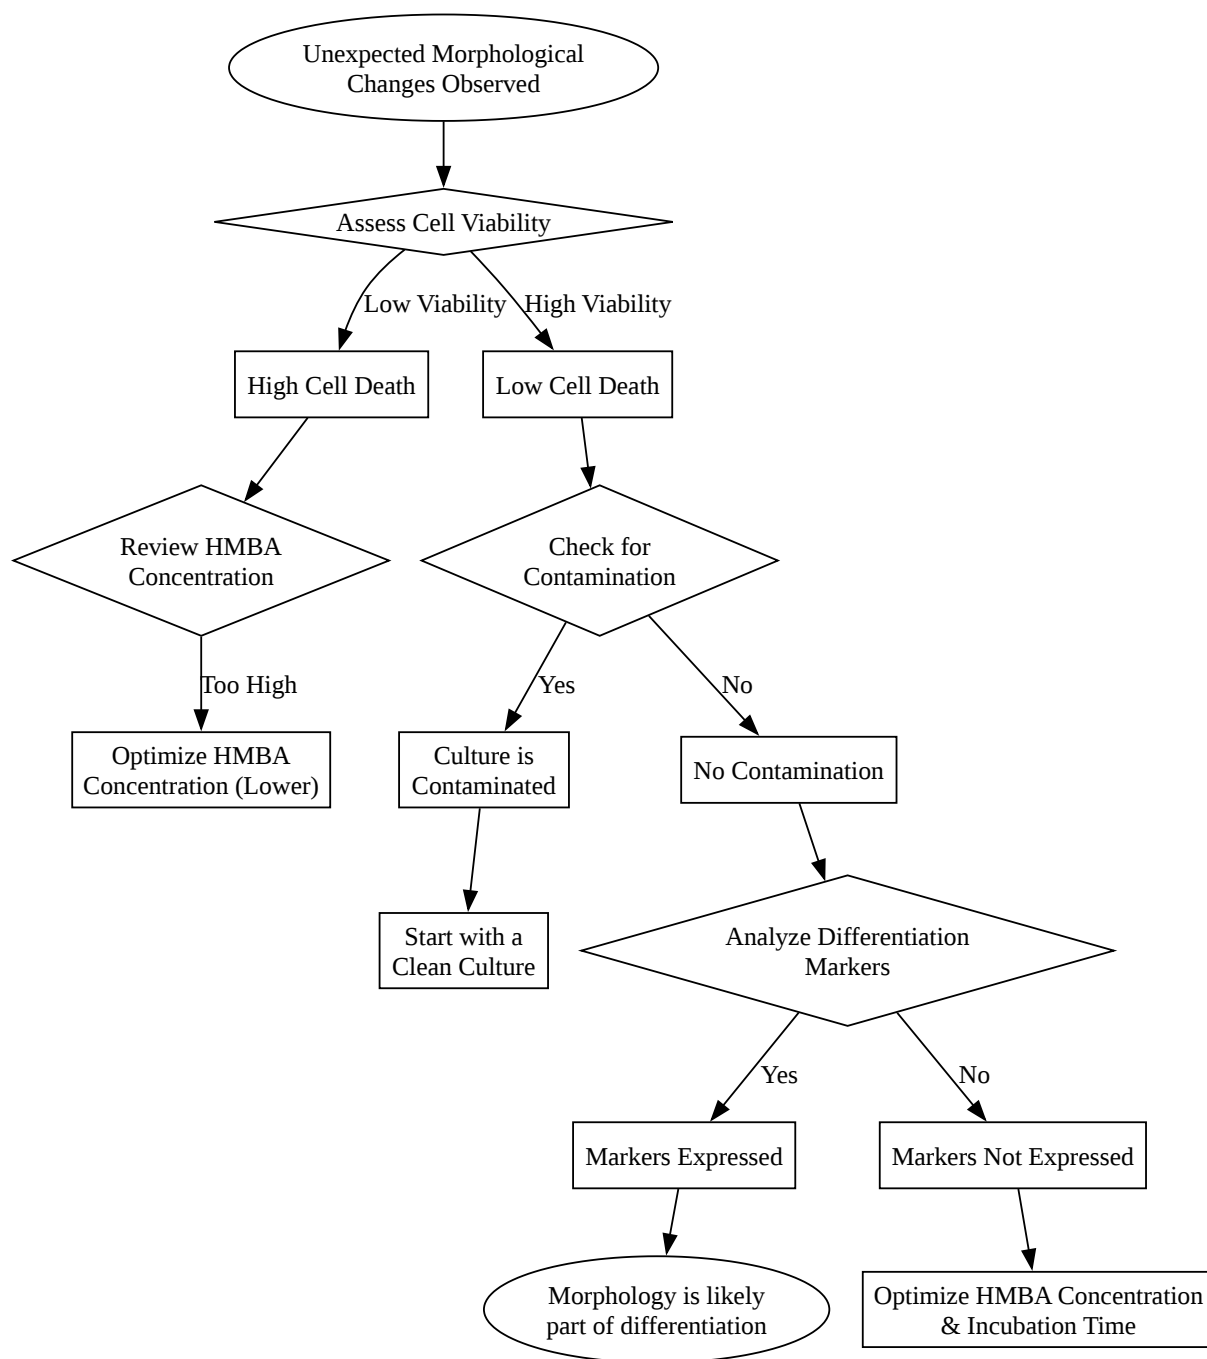 Unexpected Morphological
Changes Observed
Assess Cell Viability
Low Viability
High Viability
High Cell Death
Low Cell Death
Review HMBA
Concentration
Check for
Contamination
Too High
Yes
No
Optimize HMBA
Concentration (Lower)
Culture is
Contaminated
No Contamination
Start with a
Clean Culture
Analyze Differentiation
Markers
Yes
No
Markers Expressed
Markers Not Expressed
Morphology is likely
part of differentiation
Optimize HMBA Concentration
& Incubation Time